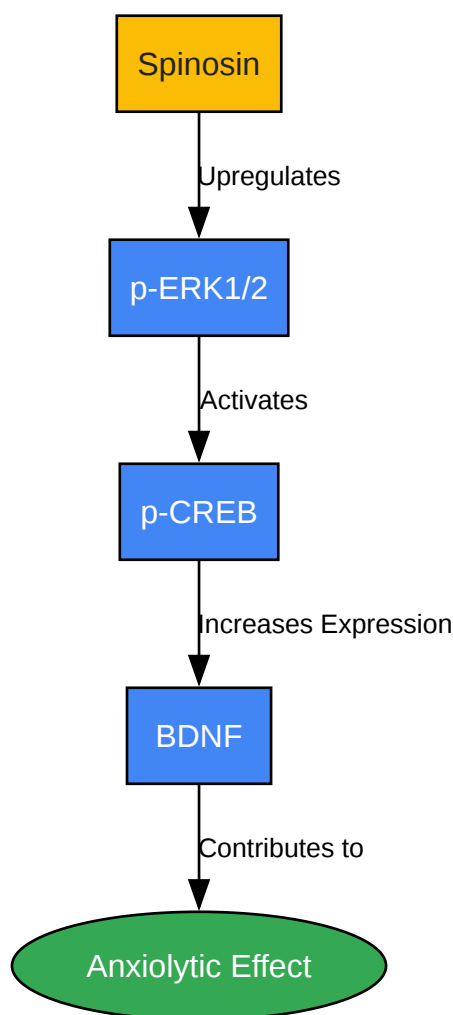 Spinosin
Upregulates
p-ERK1/2
Activates
p-CREB
Increases Expression
BDNF
Contributes to
Anxiolytic Effect